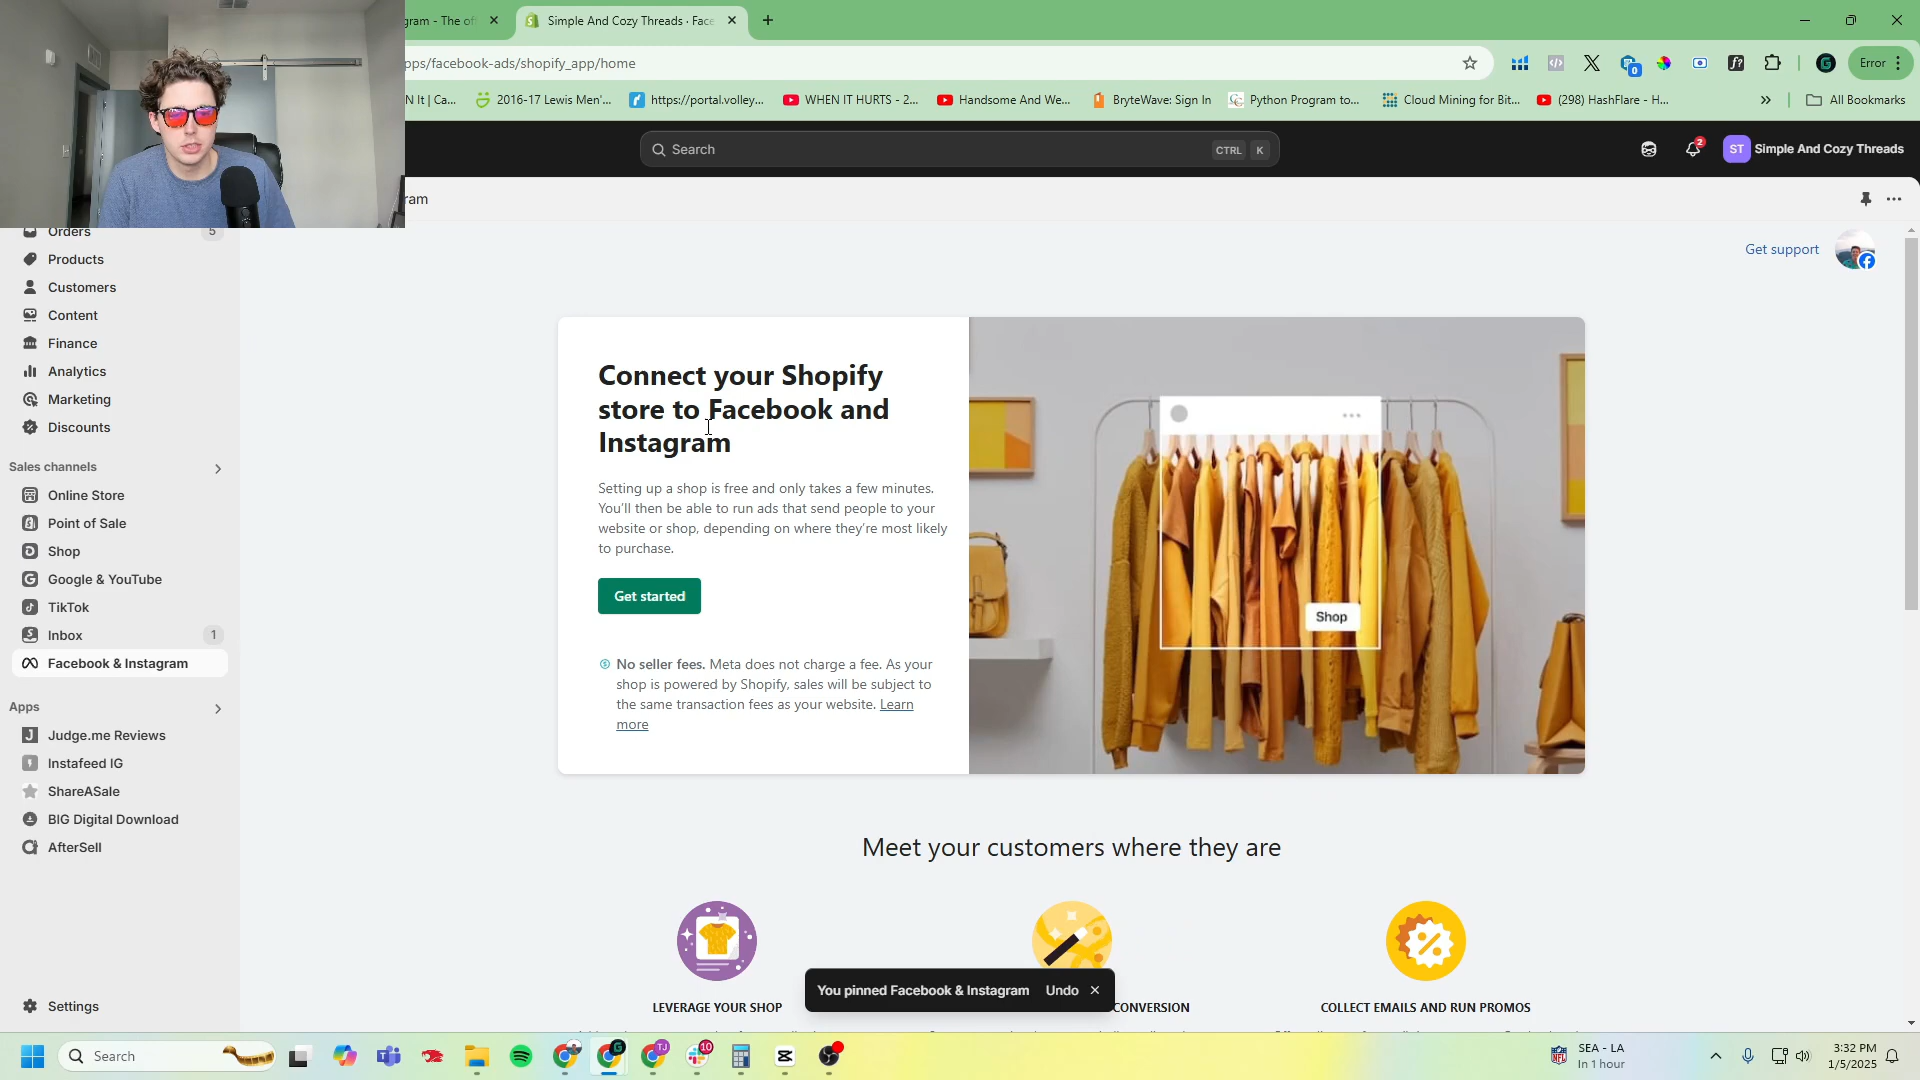 gram - The of
Simple And Cozy Threads · Face
pps/facebook-ads/shopify_app/home
Error
N It | Ca...
2016-17 Lewis Men'...
https://portal.volley...
WHEN IT HURTS - 2...
Handsome And We...
BryteWave: Sign In
Python Program to...
Cloud Mining for Bit...
(298) HashFlare - H...
All Bookmarks
Search
CTRL K
2
ST
Simple And Cozy Threads
ram
Get support
Orders 5
Products
Customers
Content
Finance
Analytics
Marketing
Discounts
Sales channels
Online Store
Point of Sale
Shop
Google & YouTube
TikTok
Inbox 1
Facebook & Instagram
Apps
Judge.me Reviews
Instafeed IG
ShareASale
BIG Digital Download
AfterSell
Settings
Connect your Shopify
store to Facebook and
Instagram
Setting up a shop is free and only takes a few minutes.
You'll then be able to run ads that send people to your
website or shop, depending on where they're most likely
to purchase.
Get started
No seller fees. Meta does not charge a fee. As your
shop is powered by Shopify, sales will be subject to
the same transaction fees as your website. Learn
more
Shop
Meet your customers where they are
LEVERAGE YOUR SHOP
CONVERSION
COLLECT EMAILS AND RUN PROMOS
You pinned Facebook & Instagram Undo
Search
TJ
10
SEA - LA
In 1 hour
3:32 PM
1/5/2025